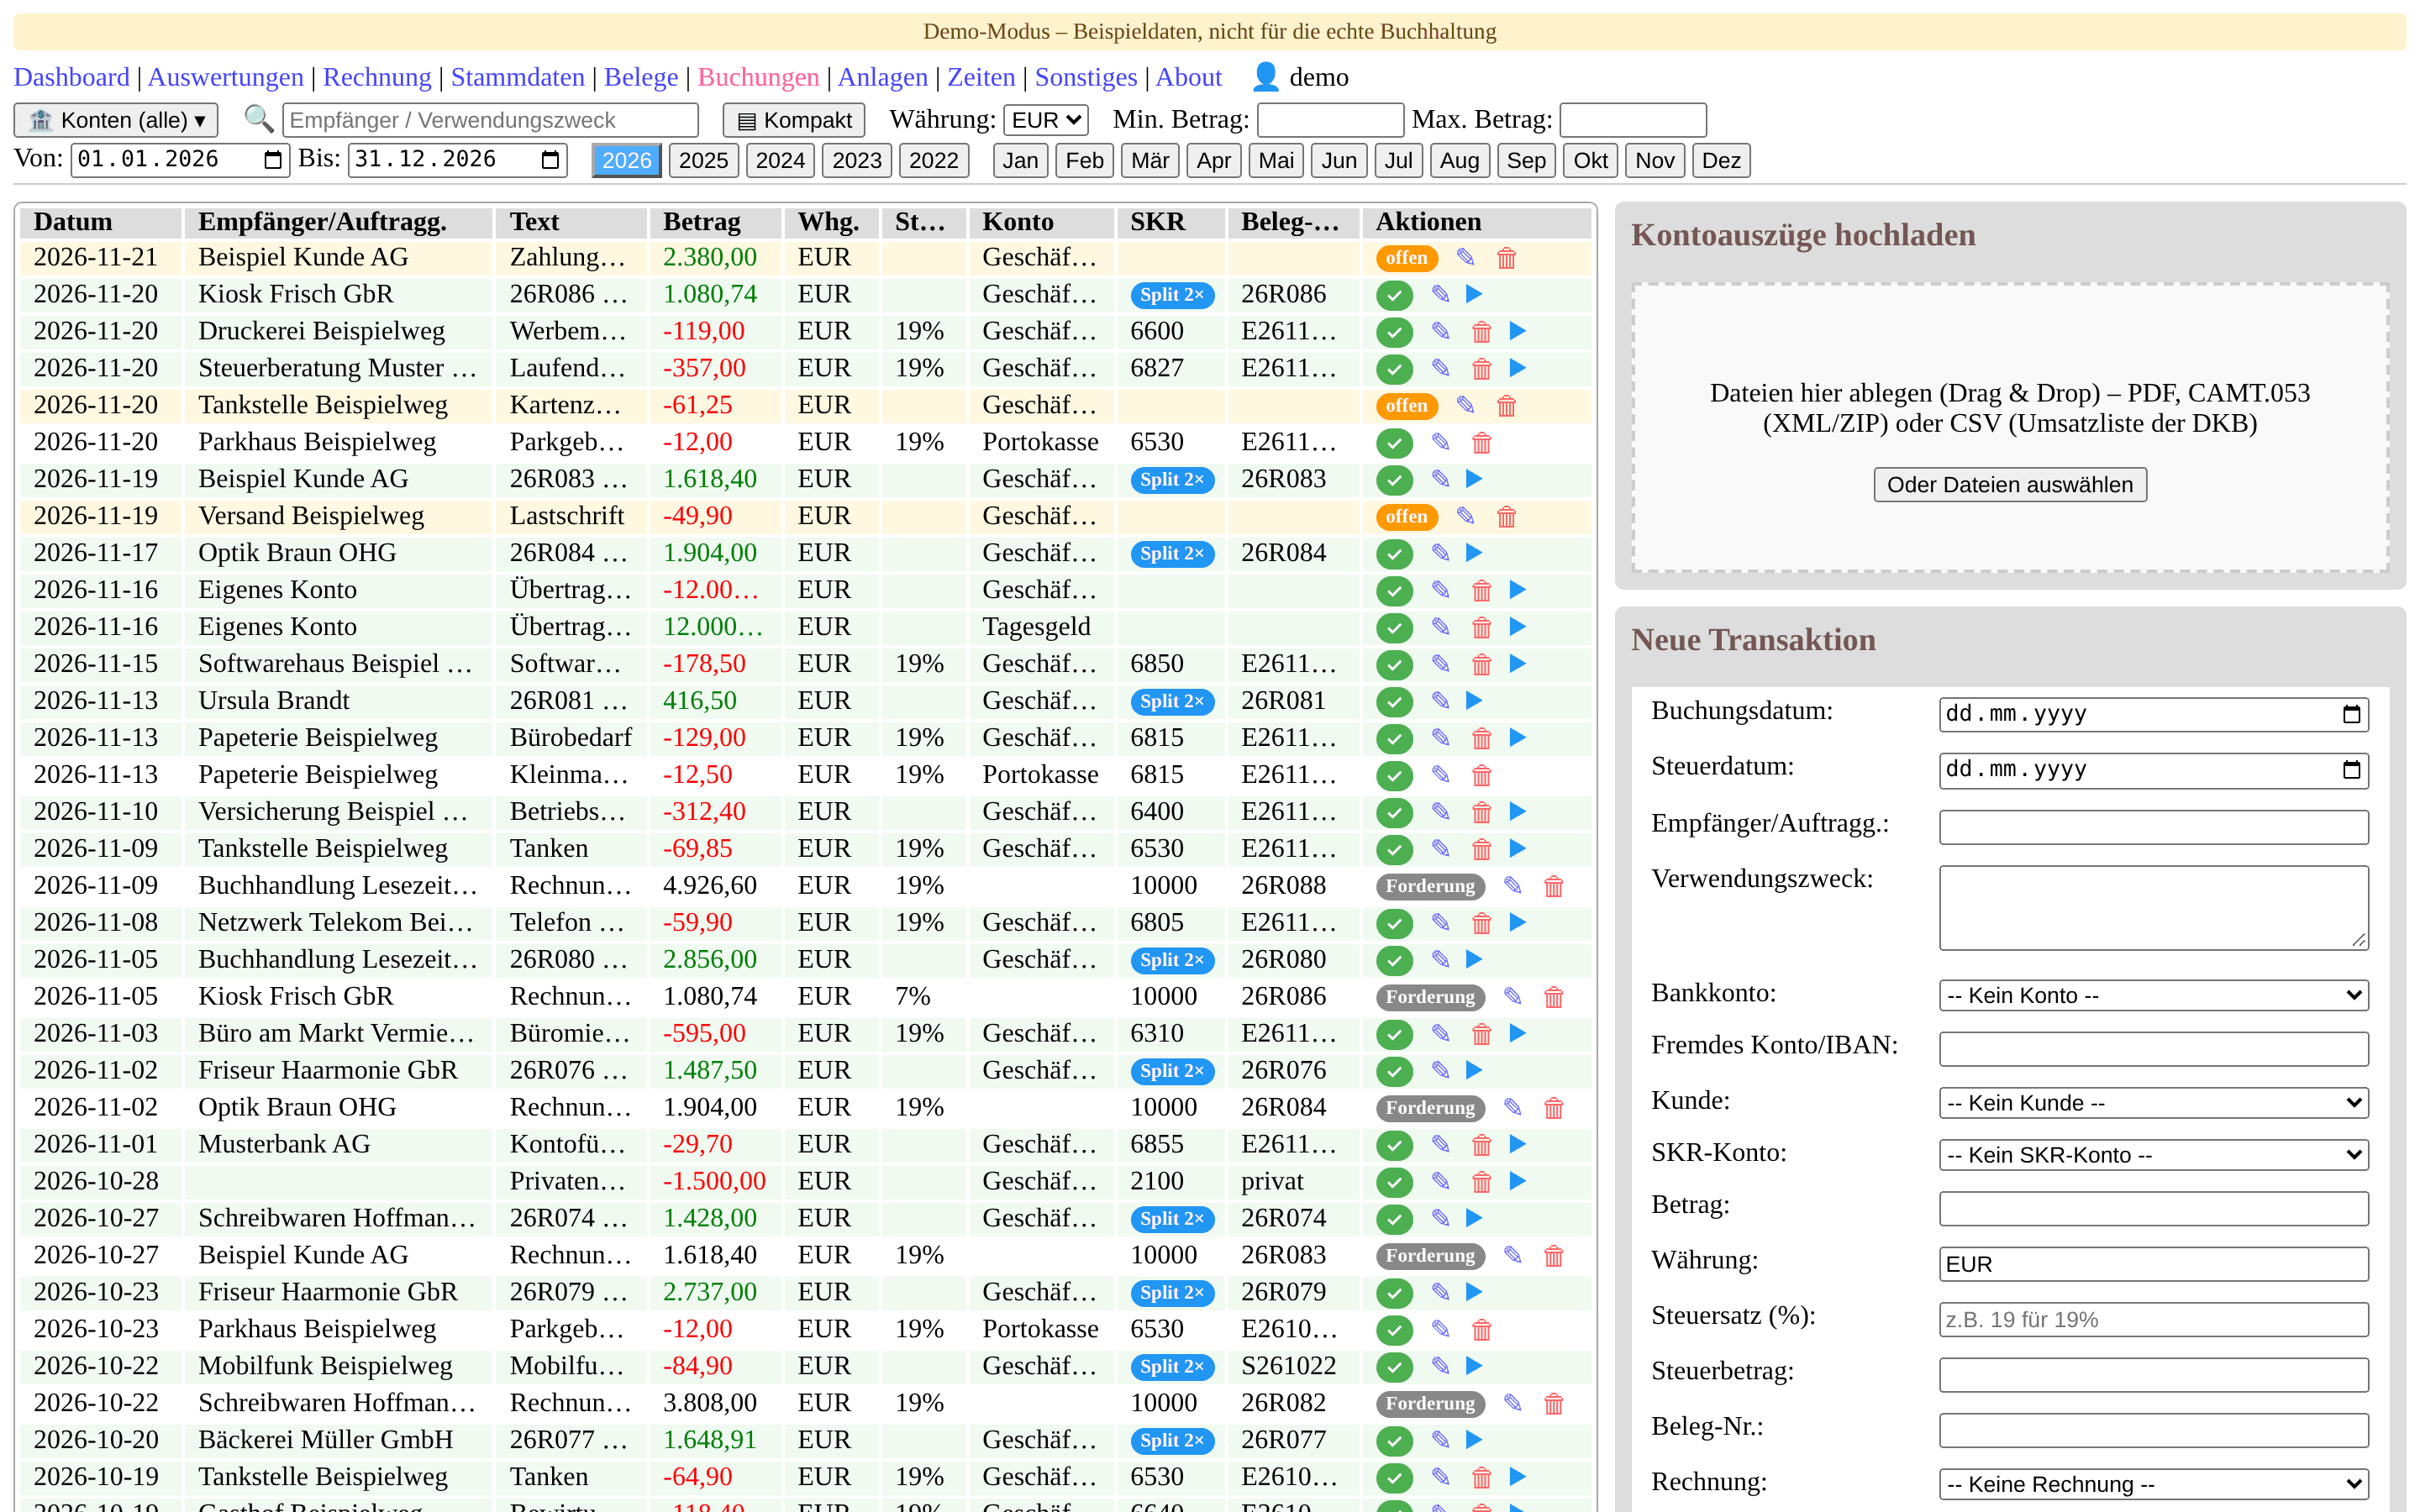 Demo-Modus – Beispieldaten, nicht für die echte Buchhaltung
Dashboard | Auswertungen | Rechnung | Stammdaten | Belege | Buchungen | Anlagen | Zeiten | Sonstiges | About 👤 demo
🏦 Konten (alle) ▾ 🔍 Empfänger / Verwendungszweck ▤ Kompakt Währung: EUR Min. Betrag: Max. Betrag:
Von: 01.01.2026 Bis: 31.12.2026 2026 2025 2024 2023 2022 Jan Feb Mär Apr Mai Jun Jul Aug Sep Okt Nov Dez
Datum Empfänger/Auftragg. Text Betrag Whg. St… Konto SKR Beleg-… Aktionen
2026-11-21 Beispiel Kunde AG Zahlung… 2.380,00 EUR Geschäf… offen
2026-11-20 Kiosk Frisch GbR 26R086 … 1.080,74 EUR Geschäf… Split 2× 26R086
2026-11-20 Druckerei Beispielweg Werbem… -119,00 EUR 19% Geschäf… 6600 E2611…
2026-11-20 Steuerberatung Muster … Laufend… -357,00 EUR 19% Geschäf… 6827 E2611…
2026-11-20 Tankstelle Beispielweg Kartenz… -61,25 EUR Geschäf… offen
2026-11-20 Parkhaus Beispielweg Parkgeb… -12,00 EUR 19% Portokasse 6530 E2611…
2026-11-19 Beispiel Kunde AG 26R083 … 1.618,40 EUR Geschäf… Split 2× 26R083
2026-11-19 Versand Beispielweg Lastschrift -49,90 EUR Geschäf… offen
2026-11-17 Optik Braun OHG 26R084 … 1.904,00 EUR Geschäf… Split 2× 26R084
2026-11-16 Eigenes Konto Übertrag… -12.00… EUR Geschäf…
2026-11-16 Eigenes Konto Übertrag… 12.000… EUR Tagesgeld
2026-11-15 Softwarehaus Beispiel … Softwar… -178,50 EUR 19% Geschäf… 6850 E2611…
2026-11-13 Ursula Brandt 26R081 … 416,50 EUR Geschäf… Split 2× 26R081
2026-11-13 Papeterie Beispielweg Bürobedarf -129,00 EUR 19% Geschäf… 6815 E2611…
2026-11-13 Papeterie Beispielweg Kleinma… -12,50 EUR 19% Portokasse 6815 E2611…
2026-11-10 Versicherung Beispiel … Betriebs… -312,40 EUR Geschäf… 6400 E2611…
2026-11-09 Tankstelle Beispielweg Tanken -69,85 EUR 19% Geschäf… 6530 E2611…
2026-11-09 Buchhandlung Lesezeit… Rechnun… 4.926,60 EUR 19% 10000 26R088 Forderung
2026-11-08 Netzwerk Telekom Bei… Telefon … -59,90 EUR 19% Geschäf… 6805 E2611…
2026-11-05 Buchhandlung Lesezeit… 26R080 … 2.856,00 EUR Geschäf… Split 2× 26R080
2026-11-05 Kiosk Frisch GbR Rechnun… 1.080,74 EUR 7% 10000 26R086 Forderung
2026-11-03 Büro am Markt Vermie… Büromie… -595,00 EUR 19% Geschäf… 6310 E2611…
2026-11-02 Friseur Haarmonie GbR 26R076 … 1.487,50 EUR Geschäf… Split 2× 26R076
2026-11-02 Optik Braun OHG Rechnun… 1.904,00 EUR 19% 10000 26R084 Forderung
2026-11-01 Musterbank AG Kontofü… -29,70 EUR Geschäf… 6855 E2611…
2026-10-28 Privaten… -1.500,00 EUR Geschäf… 2100 privat
2026-10-27 Schreibwaren Hoffman… 26R074 … 1.428,00 EUR Geschäf… Split 2× 26R074
2026-10-27 Beispiel Kunde AG Rechnun… 1.618,40 EUR 19% 10000 26R083 Forderung
2026-10-23 Friseur Haarmonie GbR 26R079 … 2.737,00 EUR Geschäf… Split 2× 26R079
2026-10-23 Parkhaus Beispielweg Parkgeb… -12,00 EUR 19% Portokasse 6530 E2610…
2026-10-22 Mobilfunk Beispielweg Mobilfu… -84,90 EUR Geschäf… Split 2× S261022
2026-10-22 Schreibwaren Hoffman… Rechnun… 3.808,00 EUR 19% 10000 26R082 Forderung
2026-10-20 Bäckerei Müller GmbH 26R077 … 1.648,91 EUR Geschäf… Split 2× 26R077
2026-10-19 Tankstelle Beispielweg Tanken -64,90 EUR 19% Geschäf… 6530 E2610…
2026-10-19 Gasthof Beispielweg Bewirtu… -118,40 EUR 19% Geschäf… 6640 E2610…
Kontoauszüge hochladen
Dateien hier ablegen (Drag & Drop) – PDF, CAMT.053
(XML/ZIP) oder CSV (Umsatzliste der DKB)
Oder Dateien auswählen
Neue Transaktion
Buchungsdatum: dd.mm.yyyy
Steuerdatum: dd.mm.yyyy
Empfänger/Auftragg.:
Verwendungszweck:
Bankkonto: -- Kein Konto --
Fremdes Konto/IBAN:
Kunde: -- Kein Kunde --
SKR-Konto: -- Kein SKR-Konto --
Betrag:
Währung: EUR
Steuersatz (%): z.B. 19 für 19%
Steuerbetrag:
Beleg-Nr.:
Rechnung: -- Keine Rechnung --